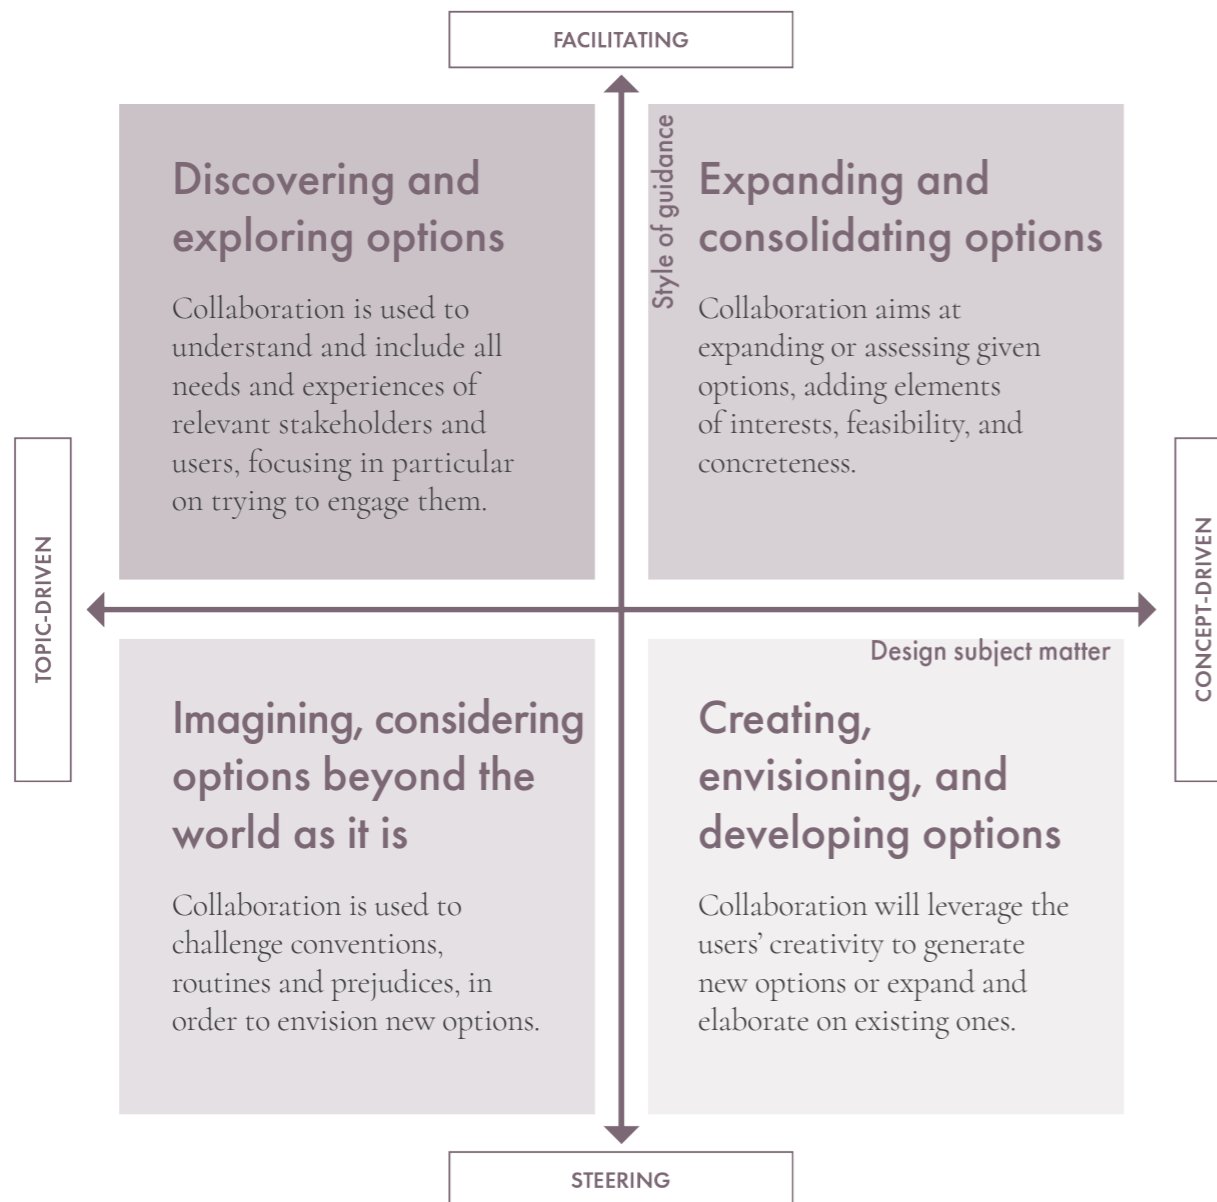 FACILITATING
Discovering and
exploring options
Collaboration is used to
understand and include all
needs and experiences of
relevant stakeholders and
users, focusing in particular
on trying to engage them.
Style of guidance
Expanding and
consolidating options
Collaboration aims at
expanding or assessing given
options, adding elements
of interests, feasibility, and
concreteness.
TOPIC-DRIVEN
CONCEPT-DRIVEN
Design subject matter
Imagining, considering
options beyond the
world as it is
Collaboration is used to
challenge conventions,
routines and prejudices, in
order to envision new options.
Creating,
envisioning, and
developing options
Collaboration will leverage the
users’ creativity to generate
new options or expand and
elaborate on existing ones.
STEERING